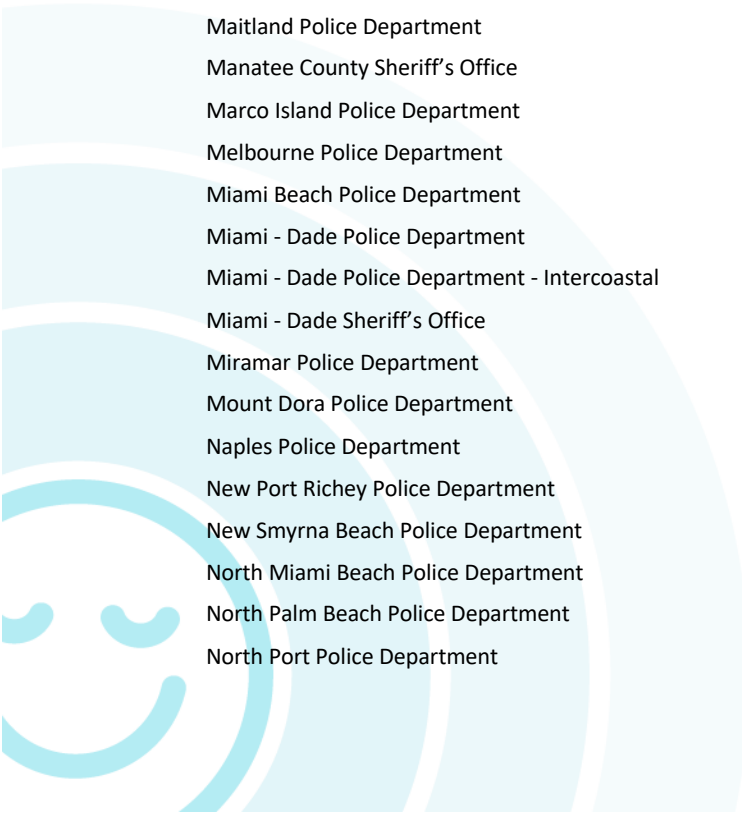 Maitland Police Department
Manatee County Sheriff’s Office
Marco Island Police Department
Melbourne Police Department
Miami Beach Police Department
Miami - Dade Police Department
Miami - Dade Police Department - Intercoastal
Miami - Dade Sheriff’s Office
Miramar Police Department
Mount Dora Police Department
Naples Police Department
New Port Richey Police Department
New Smyrna Beach Police Department
North Miami Beach Police Department
North Palm Beach Police Department
North Port Police Department